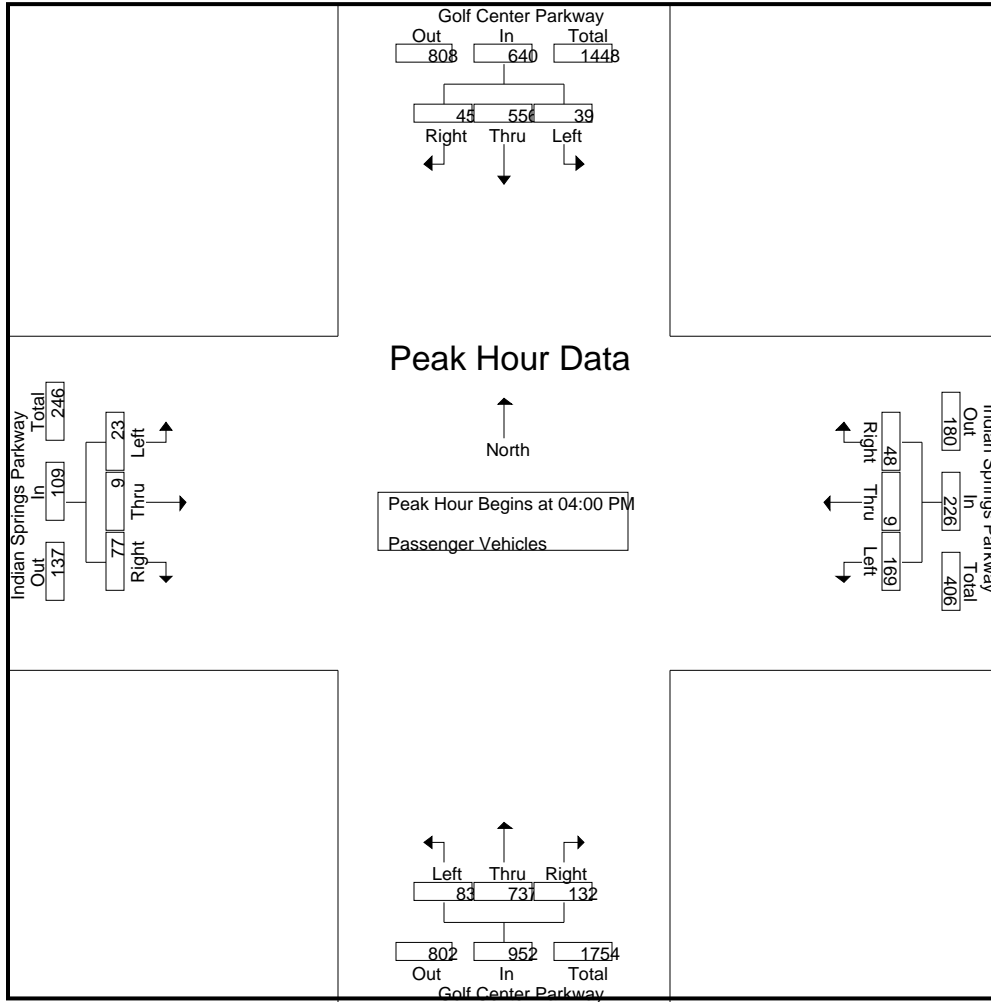 Golf Center Parkway
Out In Total
808 640 1448
45 556 39
Right Thru Left
Peak Hour Data
North
Peak Hour Begins at 04:00 PM
Passenger Vehicles
Indian Springs Parkway
Out In Total
137 109 246
23 9 77
Left Thru Right
Indian Springs Parkway
Out In Total
180 226 406
48 9 169
Right Thru Left
Left Thru Right
83 737 132
802 952 1754
Out In Total
Golf Center Parkway